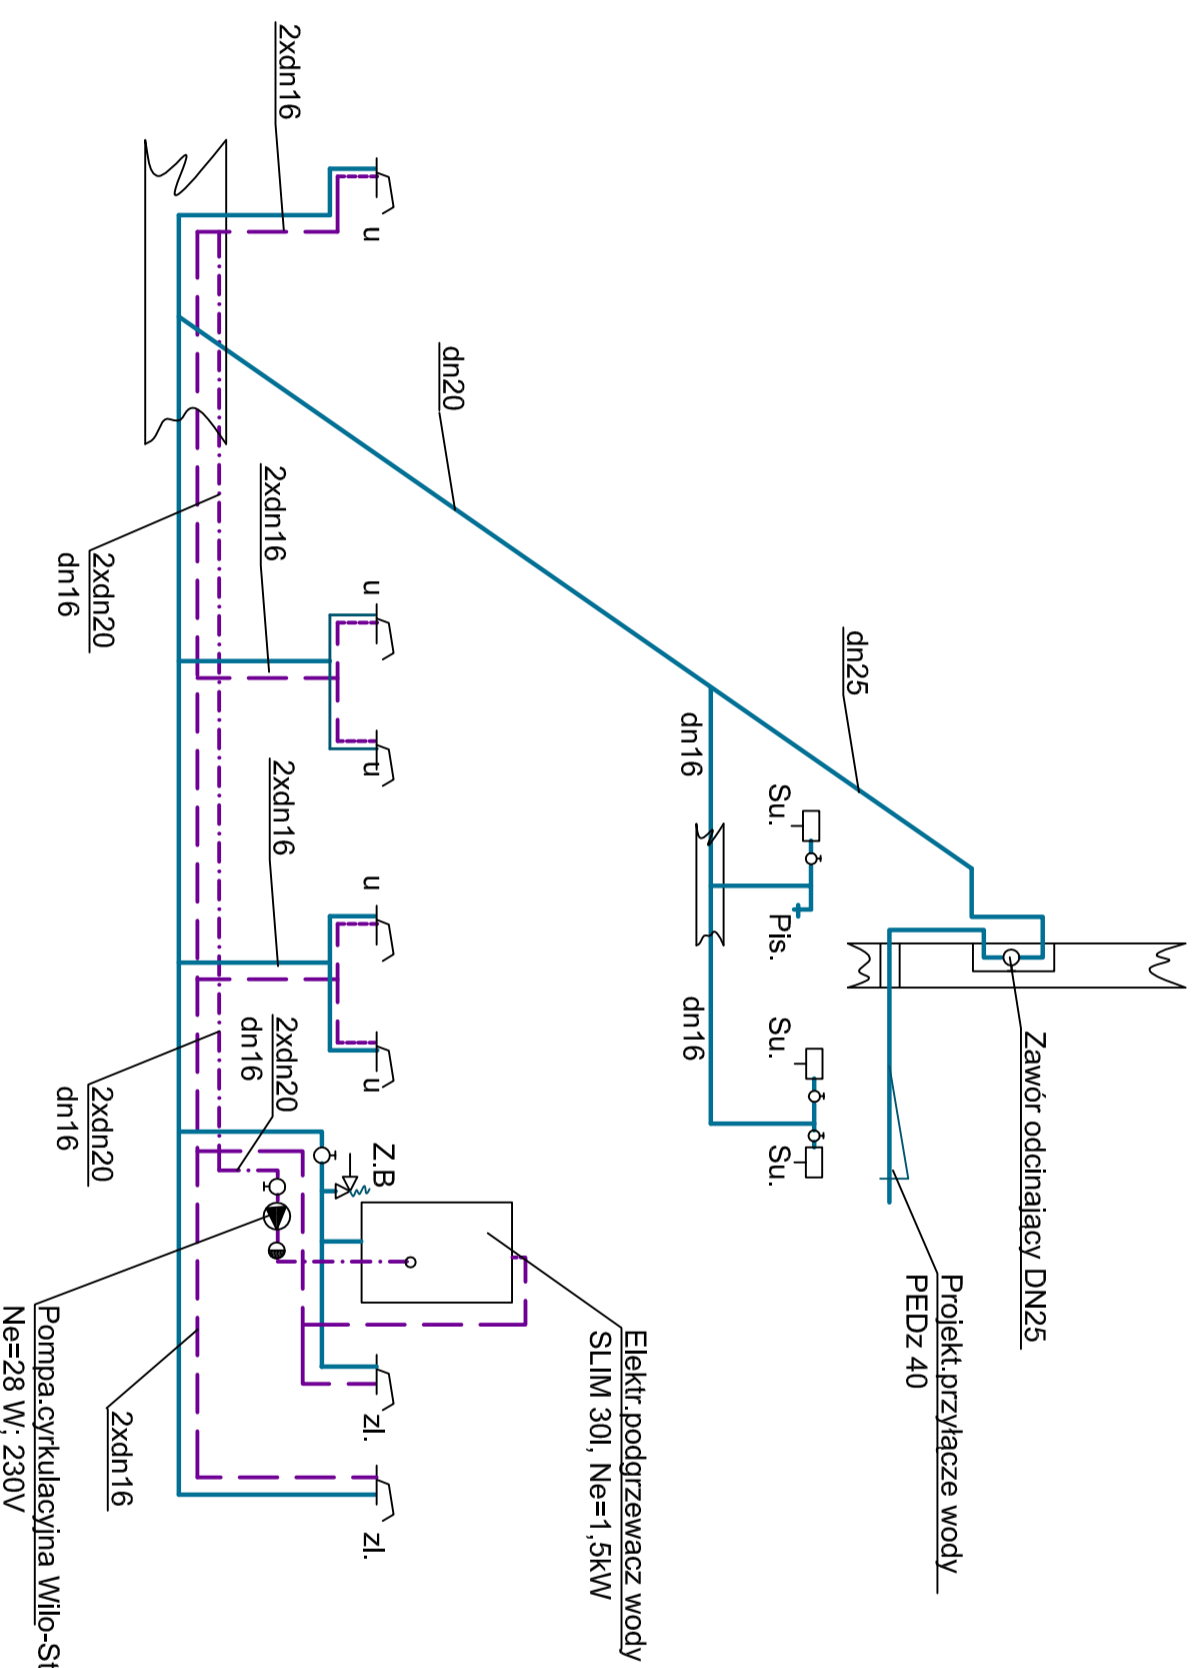 2xdn16
u
dn20
dn25
2xdn20
dn16
2xdn16
u
u
2xdn16
u
u
dn16
Su.
Pis.
dn16
Su.
Su.
Zawór odcinający DN25
Projekt.przyłącze wody
PEDz 40
2xdn20
dn16
2xdn20
dn16
Z.B
Elektr.podgrzewacz wody
SLIM 30l, Ne=1,5kW
zl.
zl.
2xdn16
Pompa.cyrkulacyjna Wilo-St
Ne=28 W; 230V